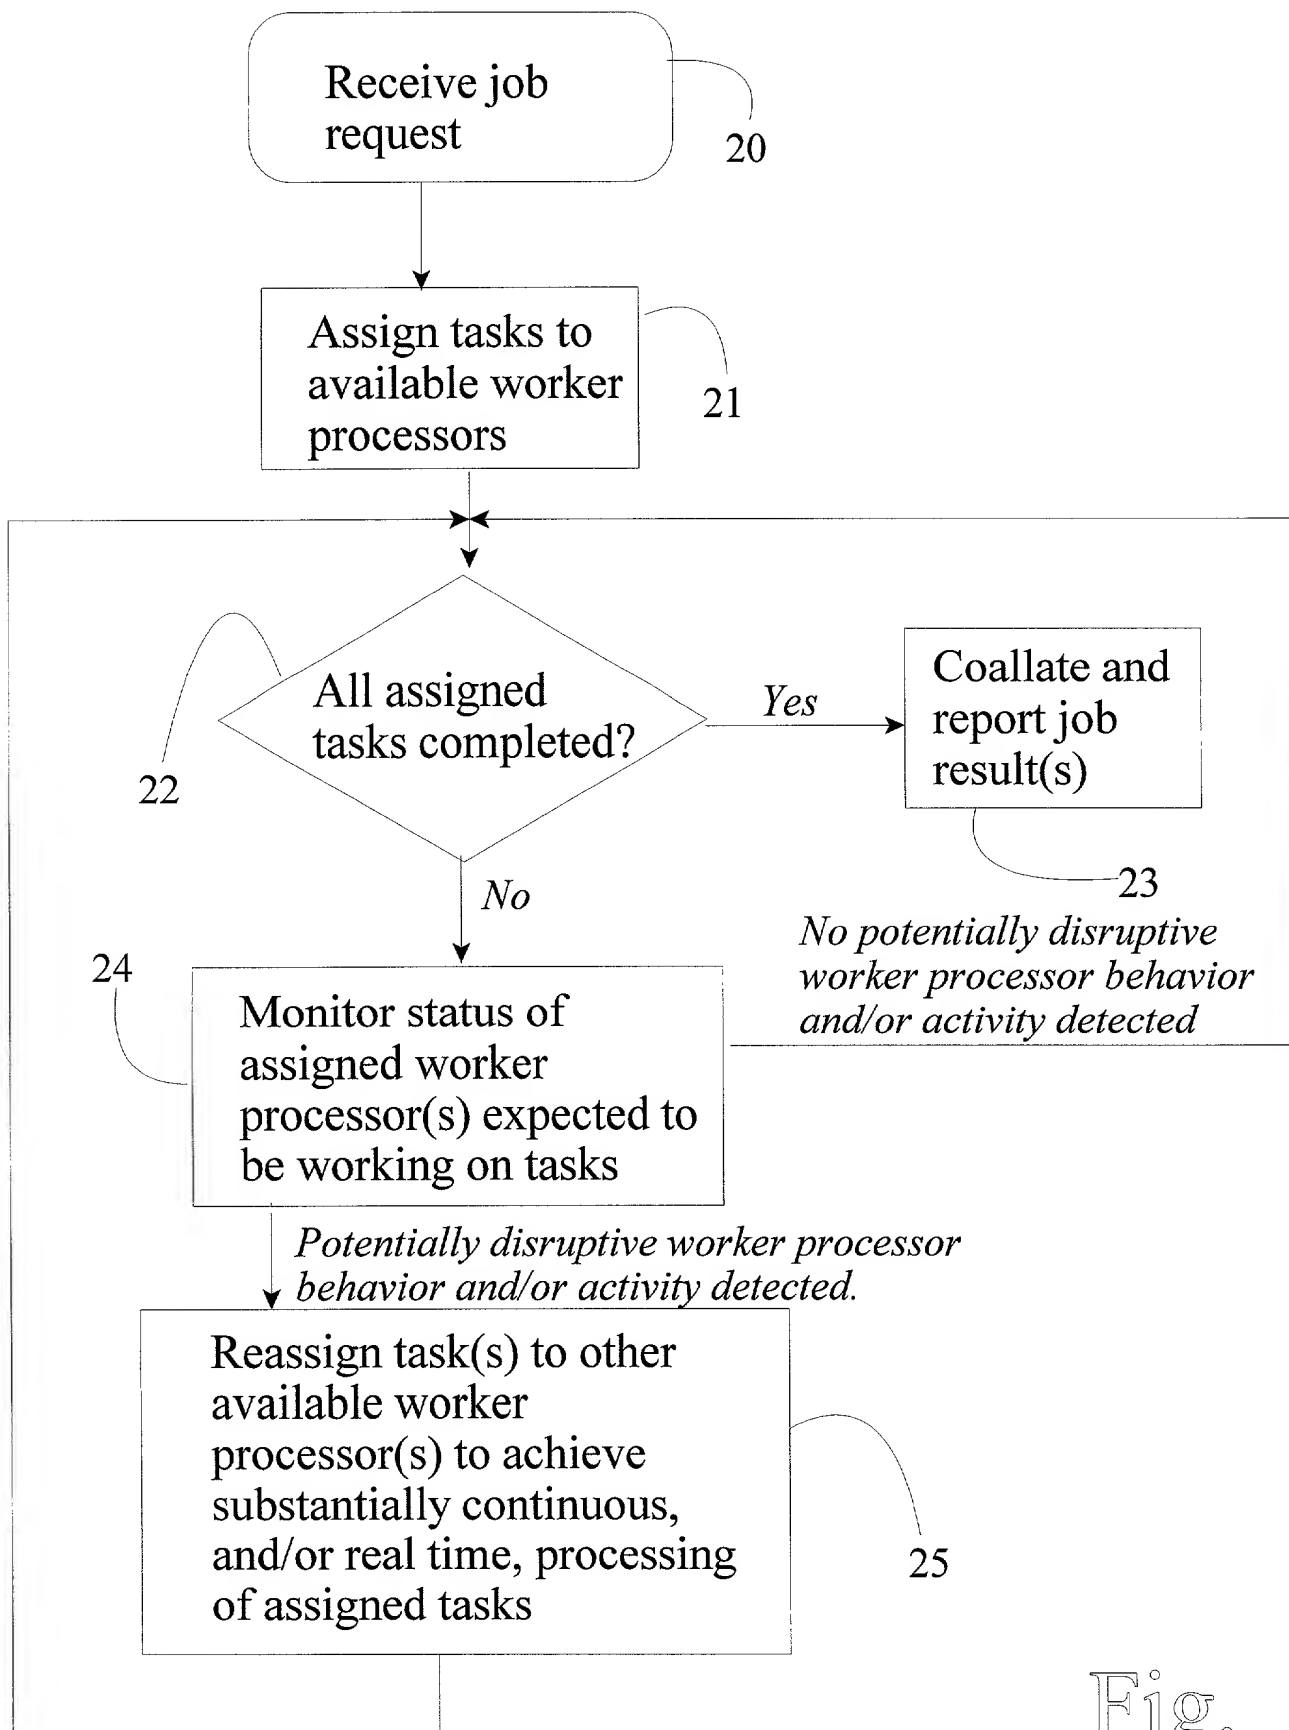 Receive job
request
20
Assign tasks to
available worker
processors
21
All assigned
tasks completed?
22
Yes
Coallate and
report job
result(s)
23
No
No potentially disruptive
worker processor behavior
and/or activity detected
24
Monitor status of
assigned worker
processor(s) expected to
be working on tasks
Potentially disruptive worker processor
behavior and/or activity detected.
Reassign task(s) to other
available worker
processor(s) to achieve
substantially continuous,
and/or real time, processing
of assigned tasks
25
Fig.